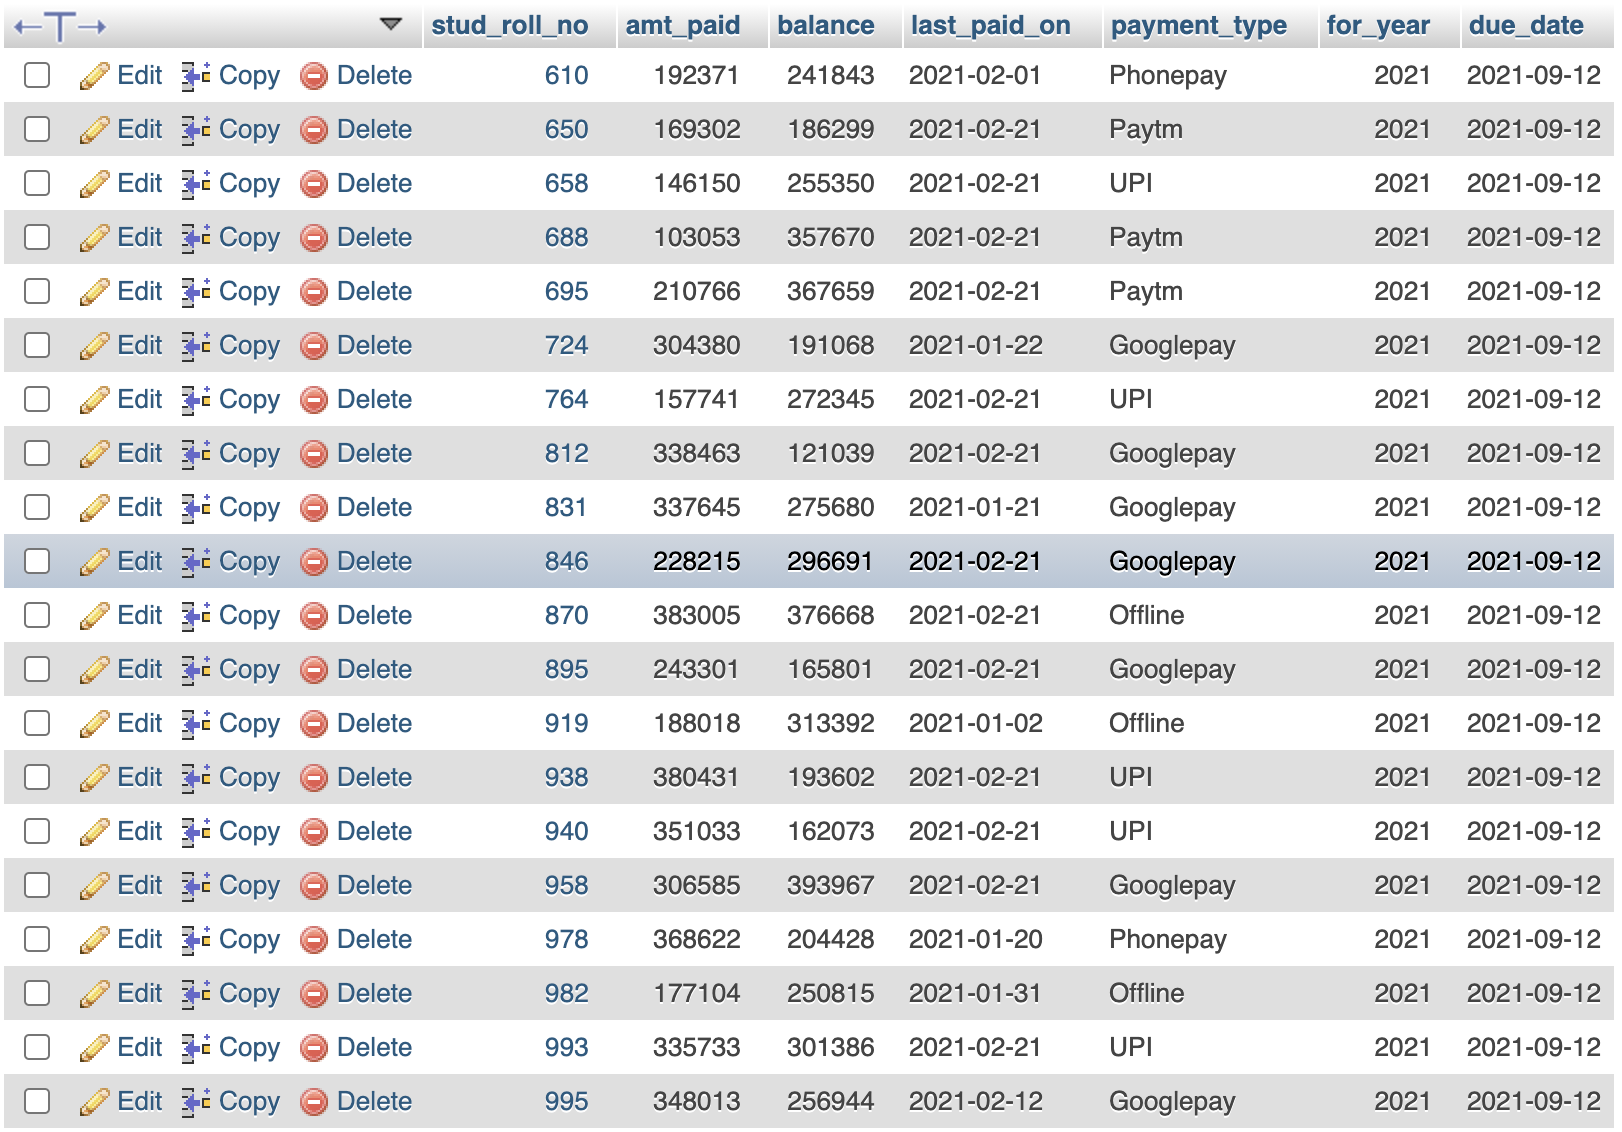 stud_roll_no amt_paid balance last_paid_on payment_type for_year due_date
Edit Copy Delete 610 192371 241843 2021-02-01 Phonepay 2021 2021-09-12
Edit Copy Delete 650 169302 186299 2021-02-21 Paytm 2021 2021-09-12
Edit Copy Delete 658 146150 255350 2021-02-21 UPI 2021 2021-09-12
Edit Copy Delete 688 103053 357670 2021-02-21 Paytm 2021 2021-09-12
Edit Copy Delete 695 210766 367659 2021-02-21 Paytm 2021 2021-09-12
Edit Copy Delete 724 304380 191068 2021-01-22 Googlepay 2021 2021-09-12
Edit Copy Delete 764 157741 272345 2021-02-21 UPI 2021 2021-09-12
Edit Copy Delete 812 338463 121039 2021-02-21 Googlepay 2021 2021-09-12
Edit Copy Delete 831 337645 275680 2021-01-21 Googlepay 2021 2021-09-12
Edit Copy Delete 846 228215 296691 2021-02-21 Googlepay 2021 2021-09-12
Edit Copy Delete 870 383005 376668 2021-02-21 Offline 2021 2021-09-12
Edit Copy Delete 895 243301 165801 2021-02-21 Googlepay 2021 2021-09-12
Edit Copy Delete 919 188018 313392 2021-01-02 Offline 2021 2021-09-12
Edit Copy Delete 938 380431 193602 2021-02-21 UPI 2021 2021-09-12
Edit Copy Delete 940 351033 162073 2021-02-21 UPI 2021 2021-09-12
Edit Copy Delete 958 306585 393967 2021-02-21 Googlepay 2021 2021-09-12
Edit Copy Delete 978 368622 204428 2021-01-20 Phonepay 2021 2021-09-12
Edit Copy Delete 982 177104 250815 2021-01-31 Offline 2021 2021-09-12
Edit Copy Delete 993 335733 301386 2021-02-21 UPI 2021 2021-09-12
Edit Copy Delete 995 348013 256944 2021-02-12 Googlepay 2021 2021-09-12